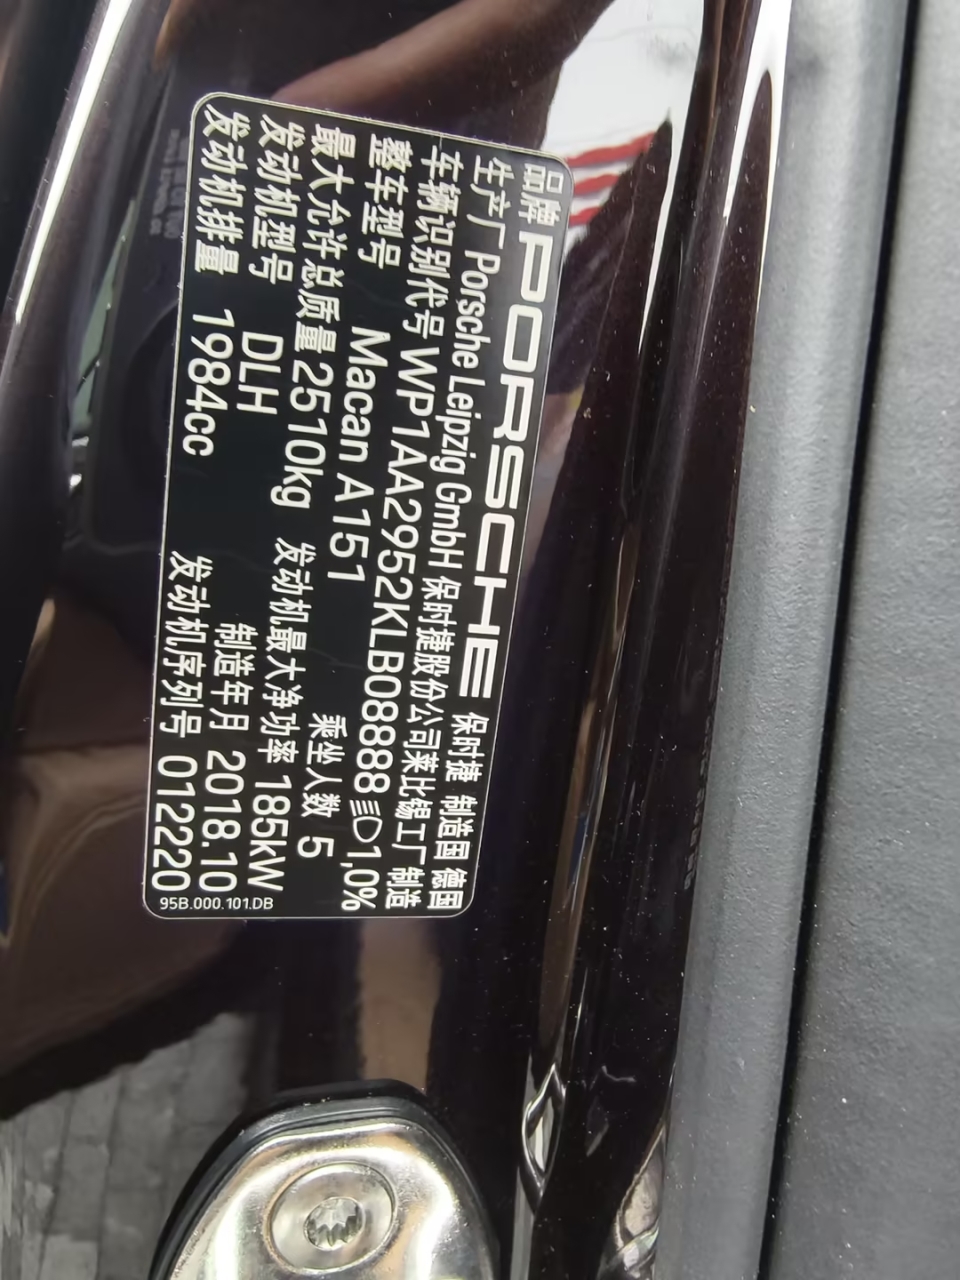 品牌 PORSCHE 保时捷 制造国 德国
生产厂 Porsche Leipzig GmbH 保时捷股份公司莱比锡工厂 制造
车辆识别代号 WP1AA2952KLB08888 1,0%
整车型号 Macan A151 乘坐人数 5
最大允许总质量 2510kg 发动机最大净功率 185kW
发动机型号 DLH 制造年月 2018.10
发动机排量 1984cc 发动机序列号 012220
95B.000.101.DB